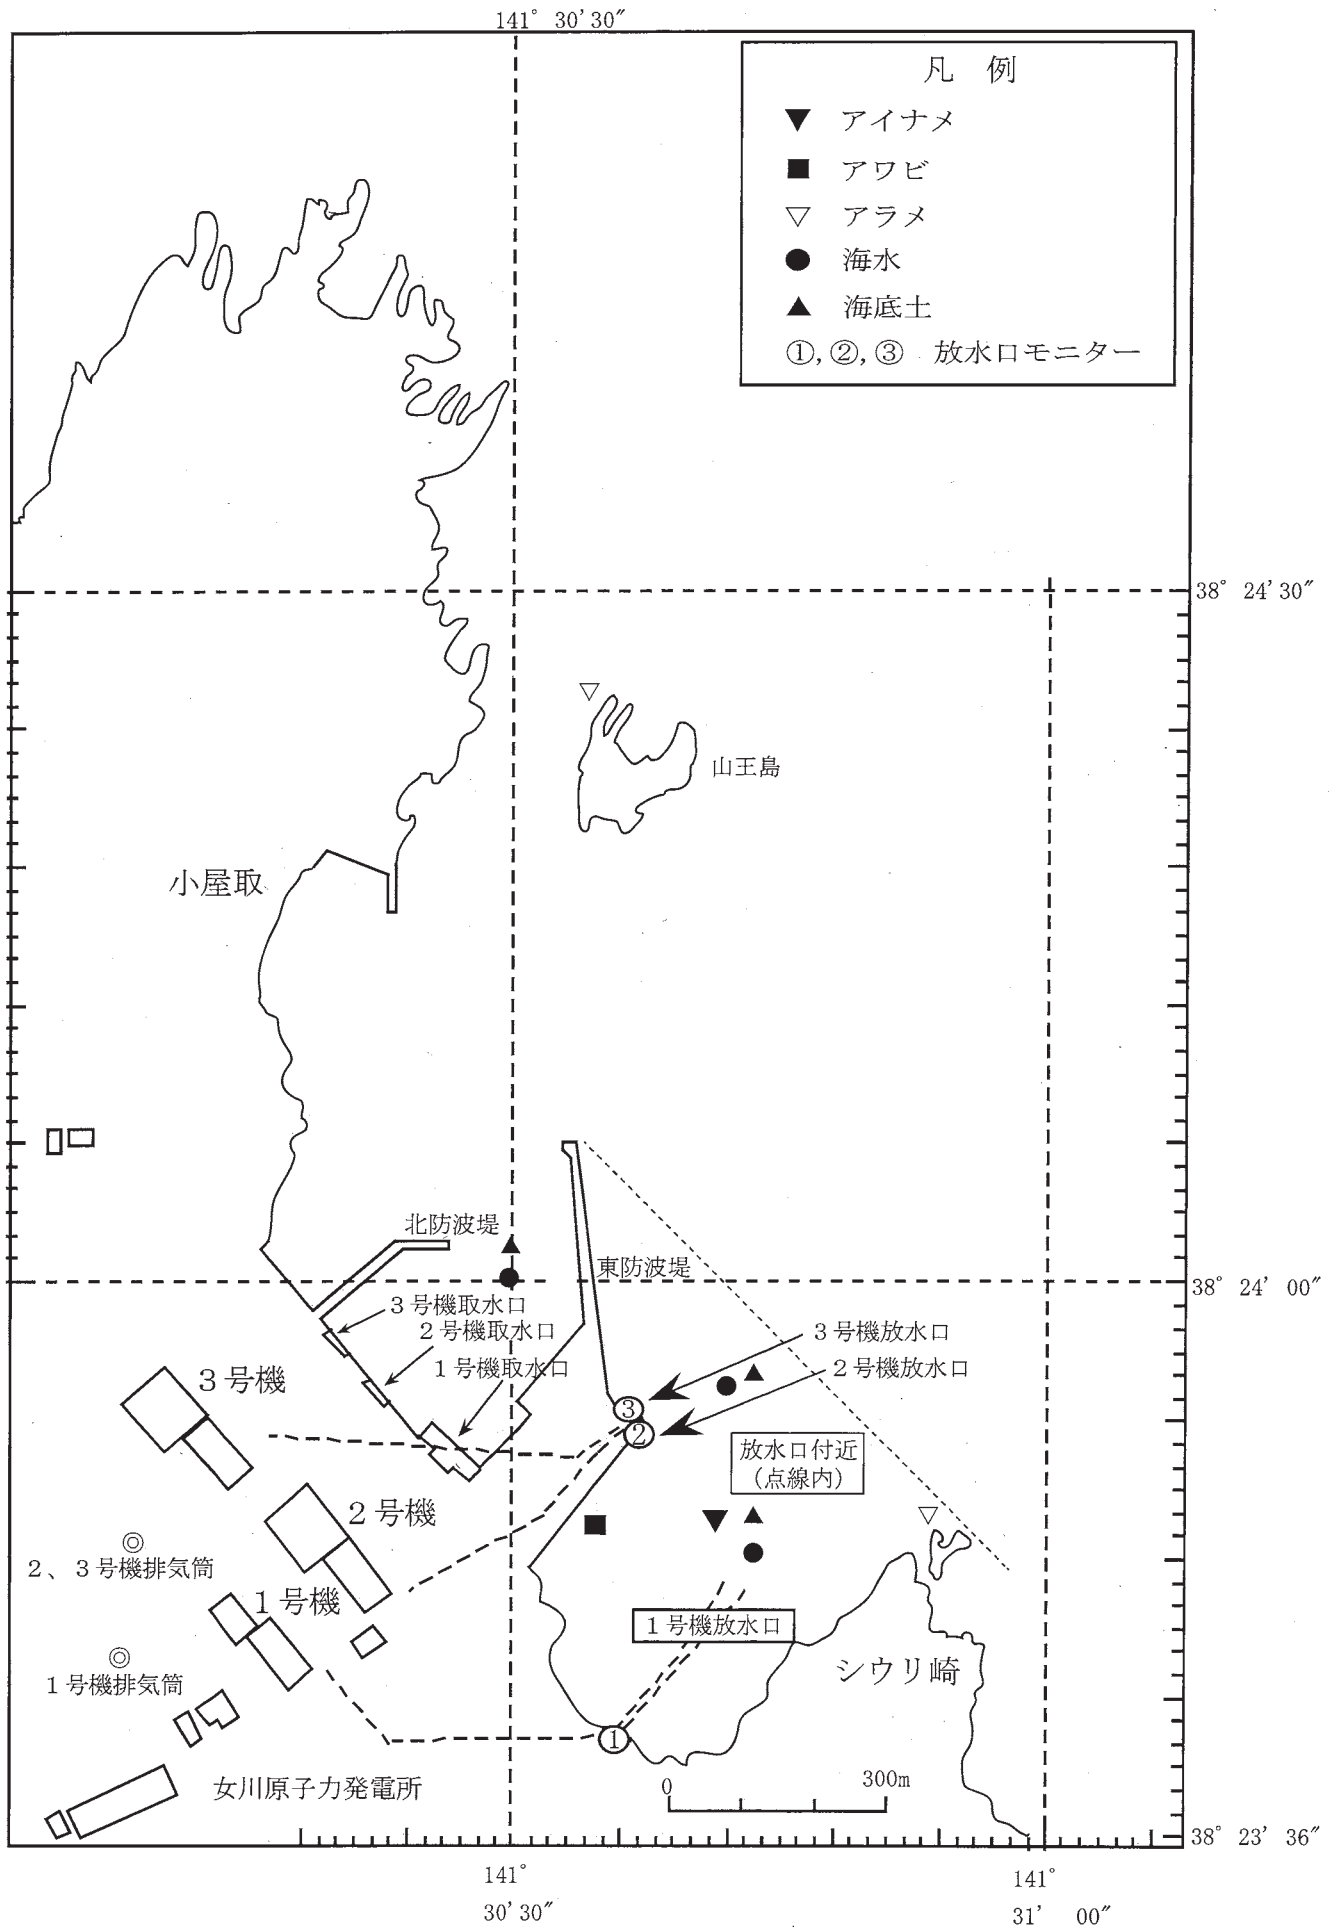 141° 30′30″
凡 例
▼ アイナメ
■ アワビ
▽ アラメ
● 海水
▲ 海底土
①,②,③ 放水口モニター
38° 24′30″
山王島
小屋取
北防波堤
東防波堤
38° 24′00″
3号機取水口
2号機取水口
1号機取水口
3号機放水口
2号機放水口
3号機
③
②
放水口付近
(点線内)
2号機
2、3号機排気筒
1号機
1号機放水口
1号機排気筒
シウリ崎
①
女川原子力発電所
0 300m
38° 23′36″
141°
30′30″
141°
31′00″